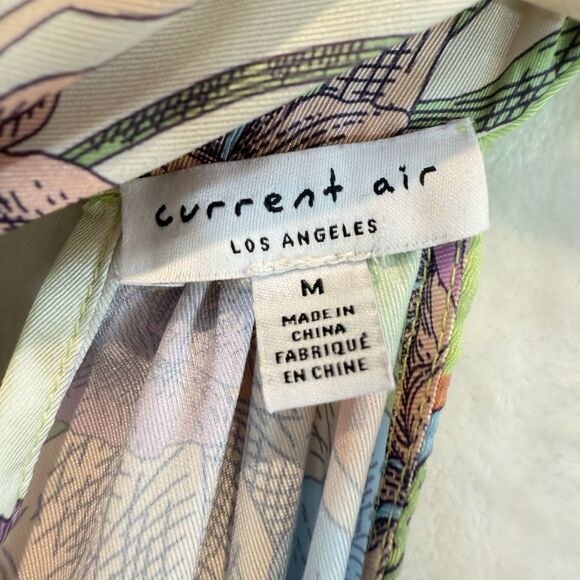 current air
LOS ANGELES
M
MADE IN
CHINA
FABRIQUÉ
EN CHINE